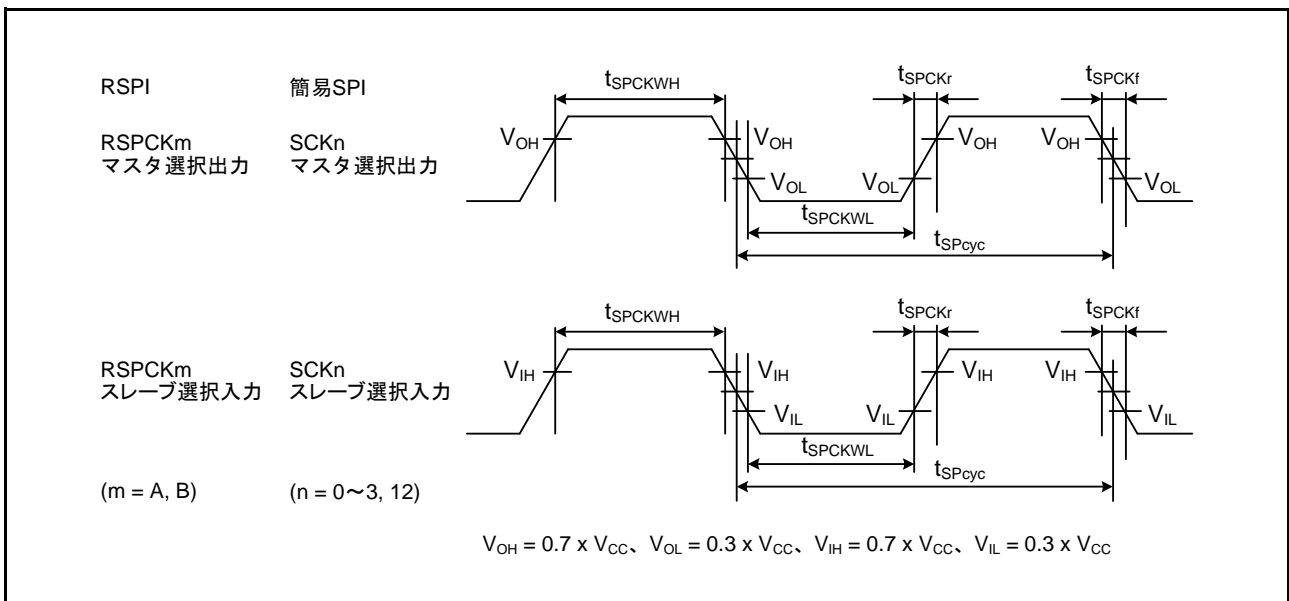 RSPI 簡易SPI
tSPCKWH tSPCKr tSPCKf
RSPCKm SCKn
マスタ選択出力 マスタ選択出力
VOH VOH VOH VOH
VOL VOL VOL
tSPCKWL
tSPcyc
tSPCKWH tSPCKr tSPCKf
RSPCKm SCKn
スレーブ選択入力 スレーブ選択入力
VIH VIH VIH VIH
VIL VIL VIL
tSPCKWL
tSPcyc
(m = A, B) (n = 0～3, 12)
VOH = 0.7 x VCC、VOL = 0.3 x VCC、VIH = 0.7 x VCC、VIL = 0.3 x VCC